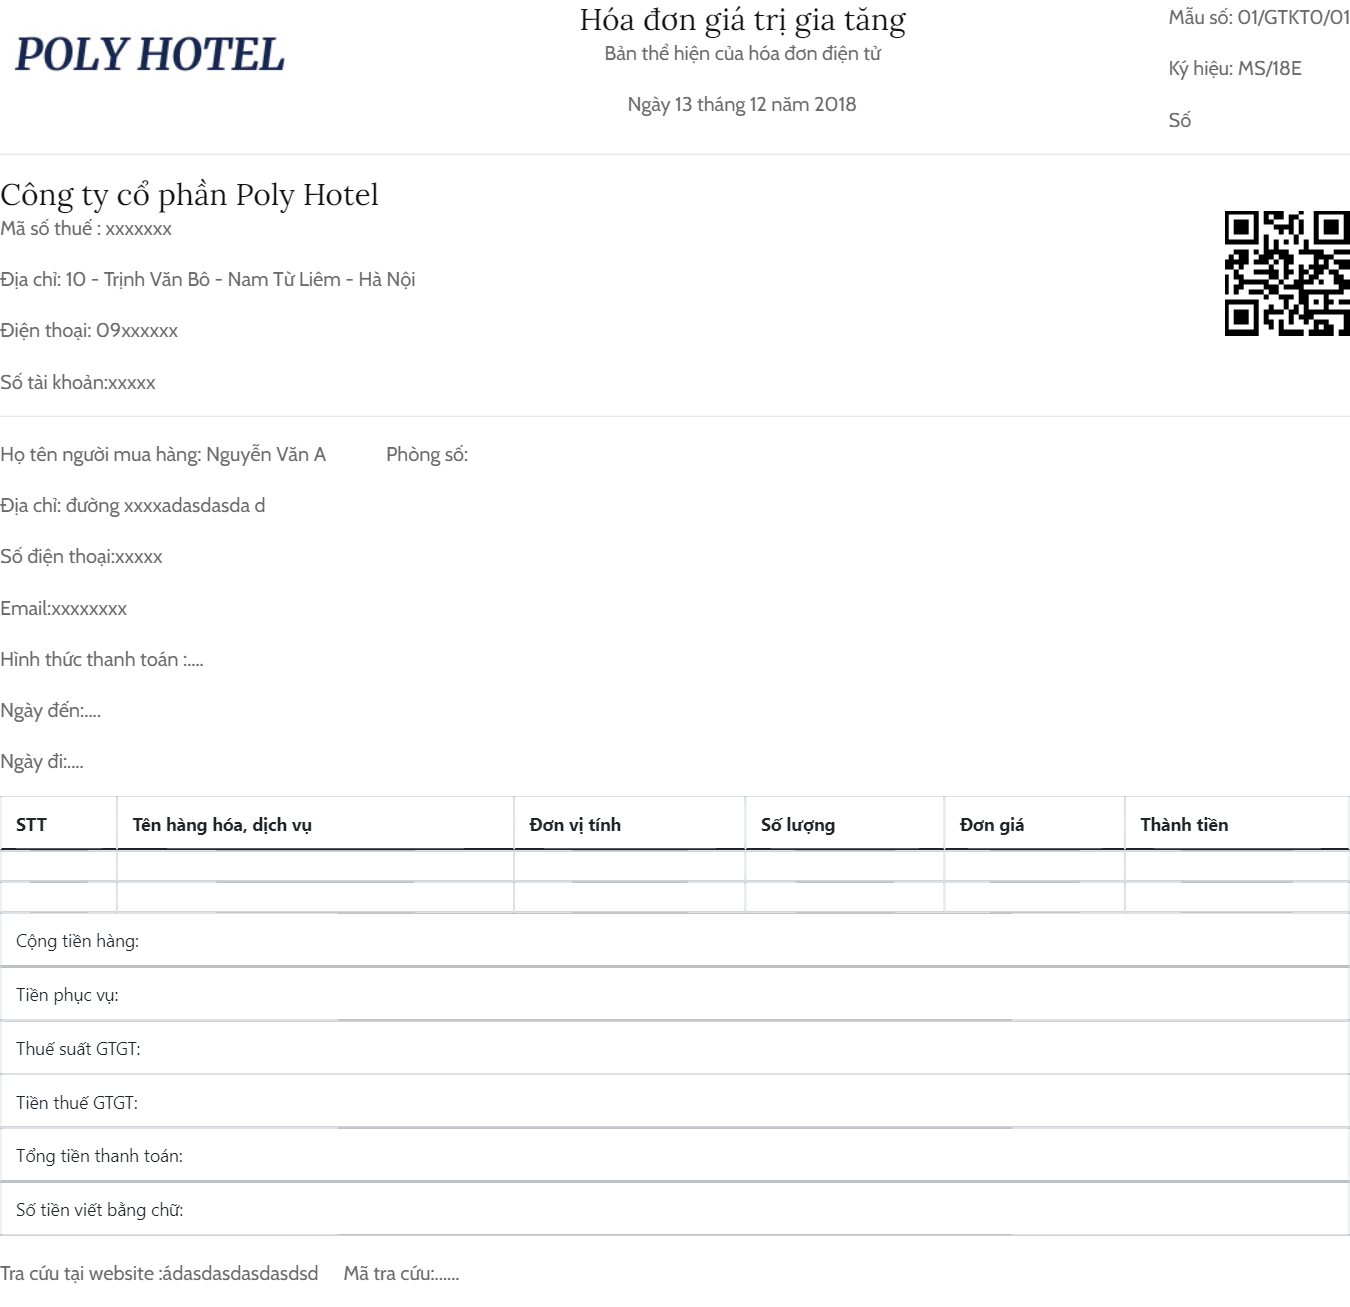 POLY HOTEL
Hóa đơn giá trị gia tăng
Bản thể hiện của hóa đơn điện tử
Ngày 13 tháng 12 năm 2018
Mẫu số: 01/GTKT0/01
Ký hiệu: MS/18E
Số
Công ty cổ phần Poly Hotel
Mã số thuế : xxxxxxx
Địa chỉ: 10 - Trịnh Văn Bô - Nam Từ Liêm - Hà Nội
Điện thoại: 09xxxxxx
Số tài khoản:xxxxx
Họ tên người mua hàng: Nguyễn Văn A Phòng số:
Địa chỉ: đường xxxxadasdasda d
Số điện thoại:xxxxx
Email:xxxxxxxx
Hình thức thanh toán :....
Ngày đến:....
Ngày đi:....
STT Tên hàng hóa, dịch vụ Đơn vị tính Số lượng Đơn giá Thành tiền
Cộng tiền hàng:
Tiền phục vụ:
Thuế suất GTGT:
Tiền thuế GTGT:
Tổng tiền thanh toán:
Số tiền viết bằng chữ:
Tra cứu tại website :ádasdasdasdasdsd Mã tra cứu:......